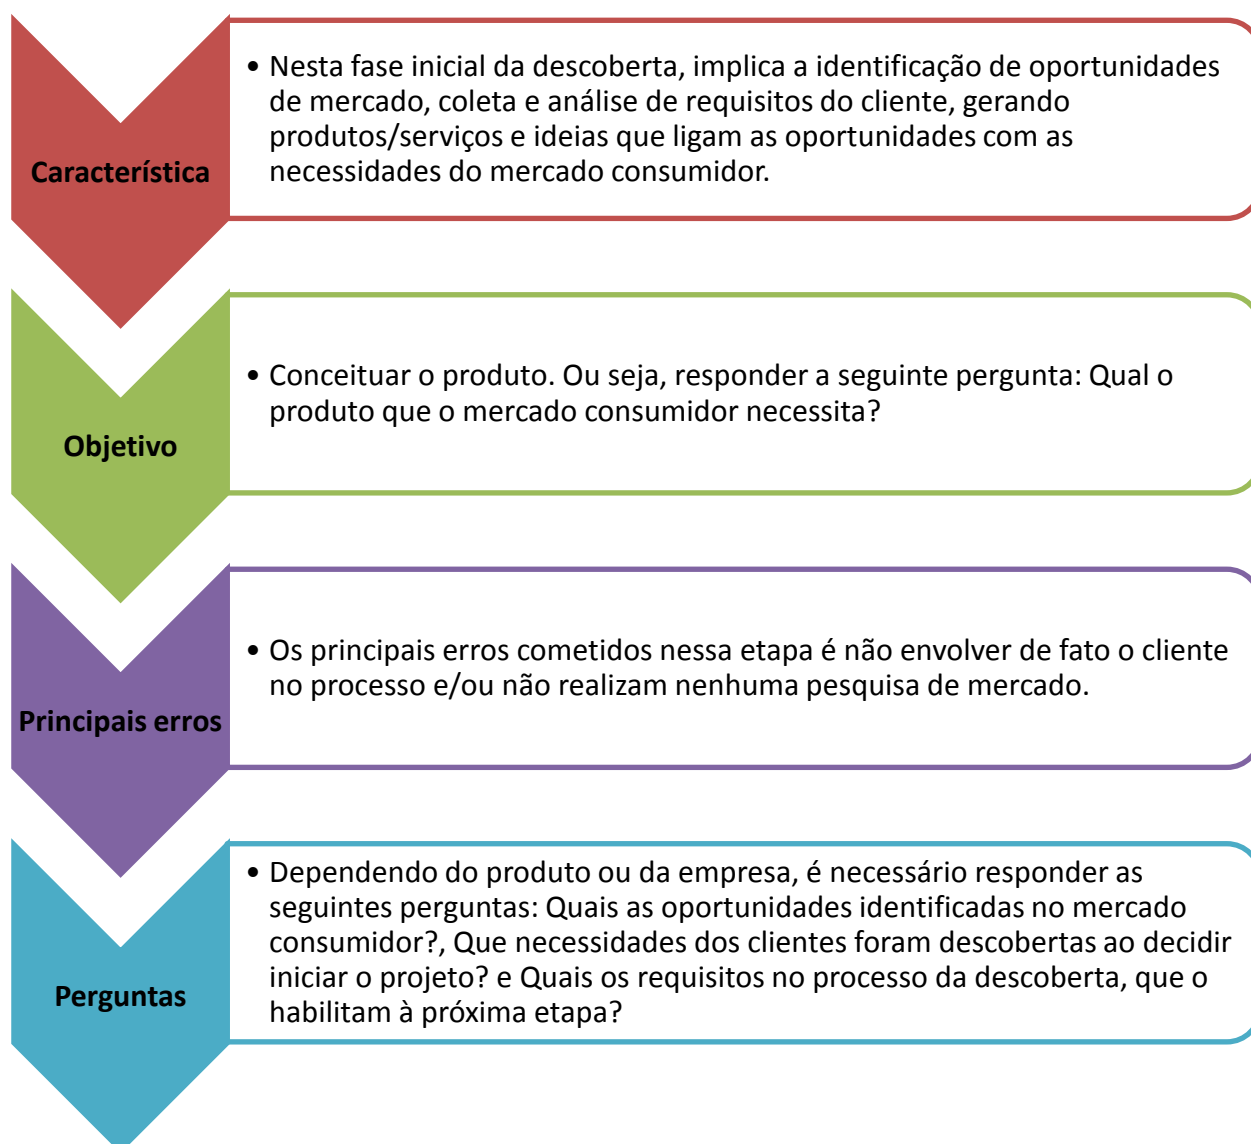 Característica
• Nesta fase inicial da descoberta, implica a identificação de oportunidades
de mercado, coleta e análise de requisitos do cliente, gerando
produtos/serviços e ideias que ligam as oportunidades com as
necessidades do mercado consumidor.
Objetivo
• Conceituar o produto. Ou seja, responder a seguinte pergunta: Qual o
produto que o mercado consumidor necessita?
Principais erros
• Os principais erros cometidos nessa etapa é não envolver de fato o cliente
no processo e/ou não realizam nenhuma pesquisa de mercado.
Perguntas
• Dependendo do produto ou da empresa, é necessário responder as
seguintes perguntas: Quais as oportunidades identificadas no mercado
consumidor?, Que necessidades dos clientes foram descobertas ao decidir
iniciar o projeto? e Quais os requisitos no processo da descoberta, que o
habilitam à próxima etapa?